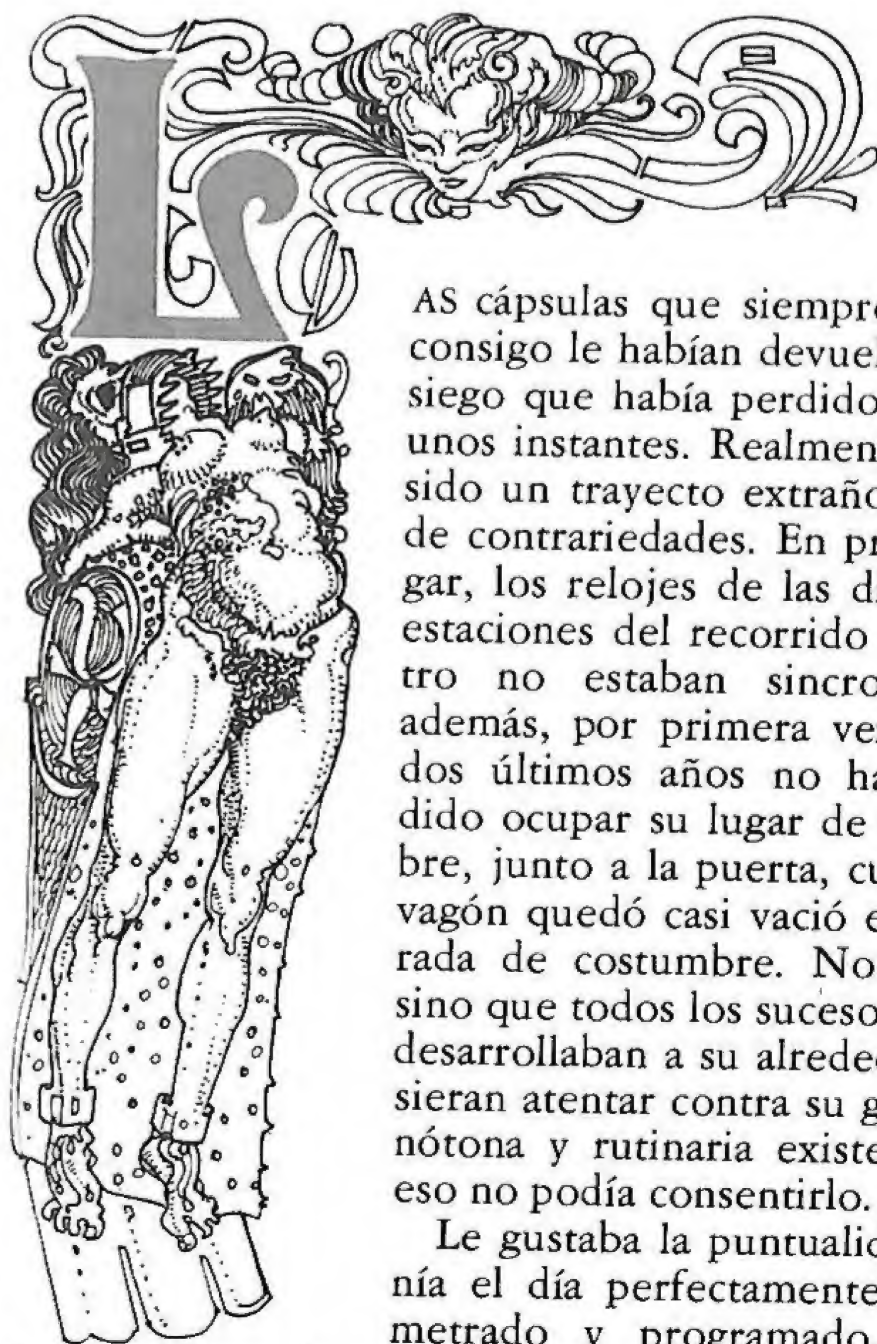 L
AS cápsulas que siempre
consigo le habían devuel
siego que había perdido
unos instantes. Realmen
sido un trayecto extraño
de contrariedades. En pr
gar, los relojes de las d
estaciones del recorrido
tro no estaban sincro
además, por primera ve
dos últimos años no ha
dido ocupar su lugar de
bre, junto a la puerta, cu
vagón quedó casi vació e
rada de costumbre. No
sino que todos los suceso
desarrollaban a su alrede
sieran atentar contra su g
nótona y rutinaria existe
eso no podía consentirlo.
Le gustaba la puntualid
nía el día perfectamente
metrado y programado